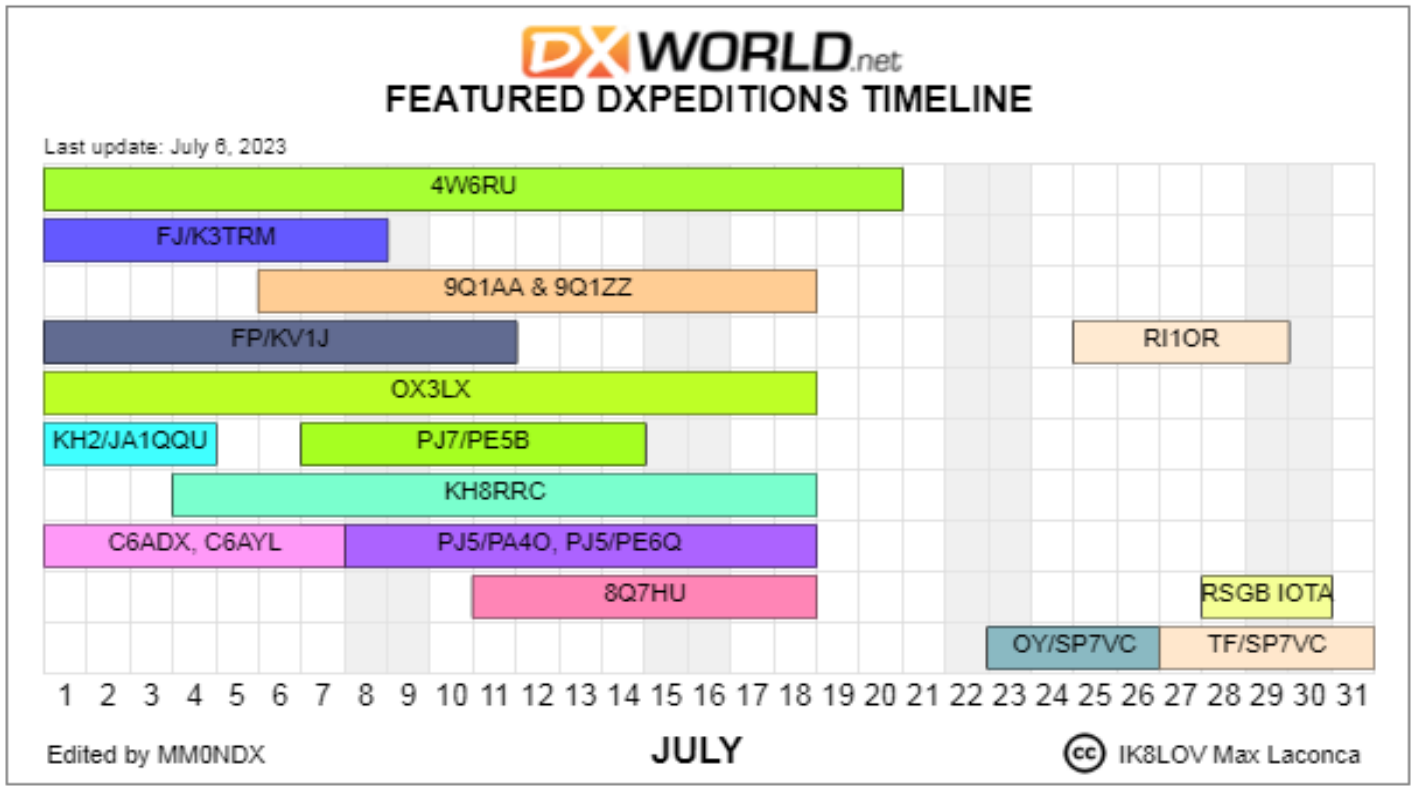 DX WORLD.net
FEATURED DXPEDITIONS TIMELINE
Last update: July 6, 2023
4W6RU
FJ/K3TRM
9Q1AA & 9Q1ZZ
FP/KV1J RI1OR
OX3LX
KH2/JA1QQU PJ7/PE5B
KH8RRC
C6ADX, C6AYL PJ5/PA4O, PJ5/PE6Q
8Q7HU RSGB IOTA
OY/SP7VC TF/SP7VC
1 2 3 4 5 6 7 8 9 10 11 12 13 14 15 16 17 18 19 20 21 22 23 24 25 26 27 28 29 30 31
Edited by MM0NDX JULY cc IK8LOV Max Laconca